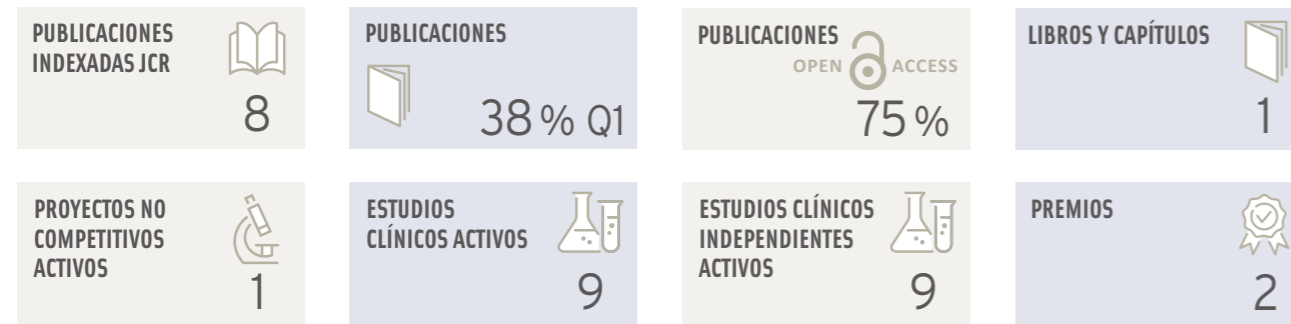 PUBLICACIONES
INDEXADAS JCR
8
PUBLICACIONES
38 % Q1
PUBLICACIONES
OPEN ACCESS
75 %
LIBROS Y CAPÍTULOS
1
PROYECTOS NO
COMPETITIVOS
ACTIVOS
1
ESTUDIOS
CLÍNICOS ACTIVOS
9
ESTUDIOS CLÍNICOS
INDEPENDIENTES
ACTIVOS
9
PREMIOS
2